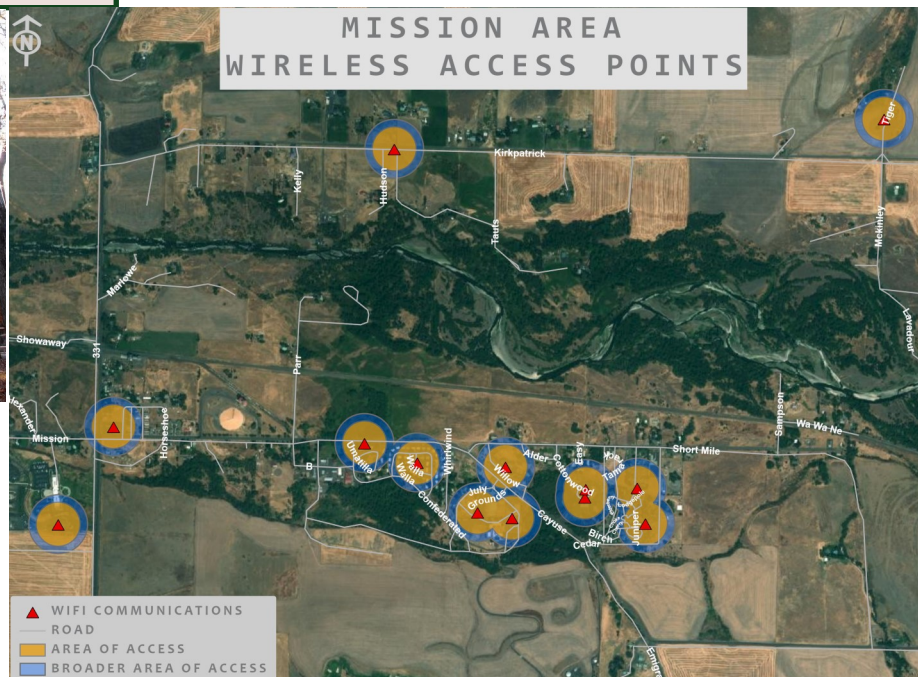 MISSION AREA
WIRELESS ACCESS POINTS
N
Tiger
Kirkpatrick
Kelly
Hudson
Taufs
Mckinley
Marlowe
Lavadour
Showaway
331
Parr
Sampson
Wa Wa Ne
Mission
Horseshoe
Umatilla
Whirlwind
Alder
Easy
Short Mile
B
Walla
Walla
Willow
Cottonwood
Tame
July
Grounds
Confederated
Cayuse
Birch
Cedar
Juniper
WIFI COMMUNICATIONS
ROAD
AREA OF ACCESS
BROADER AREA OF ACCESS